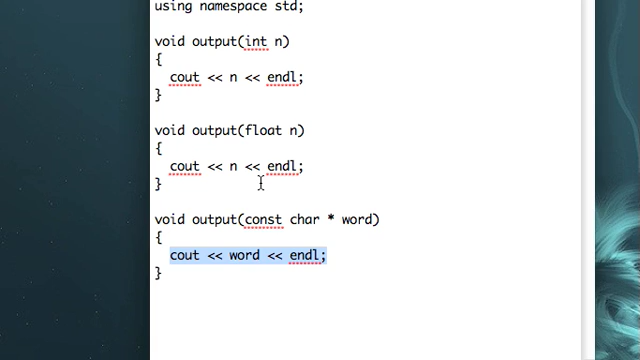 using namespace std;
void output(int n)
{
cout << n << endl;
}
void output(float n)
{
cout << n << endl;
}
void output(const char * word)
{
cout << word << endl;
}